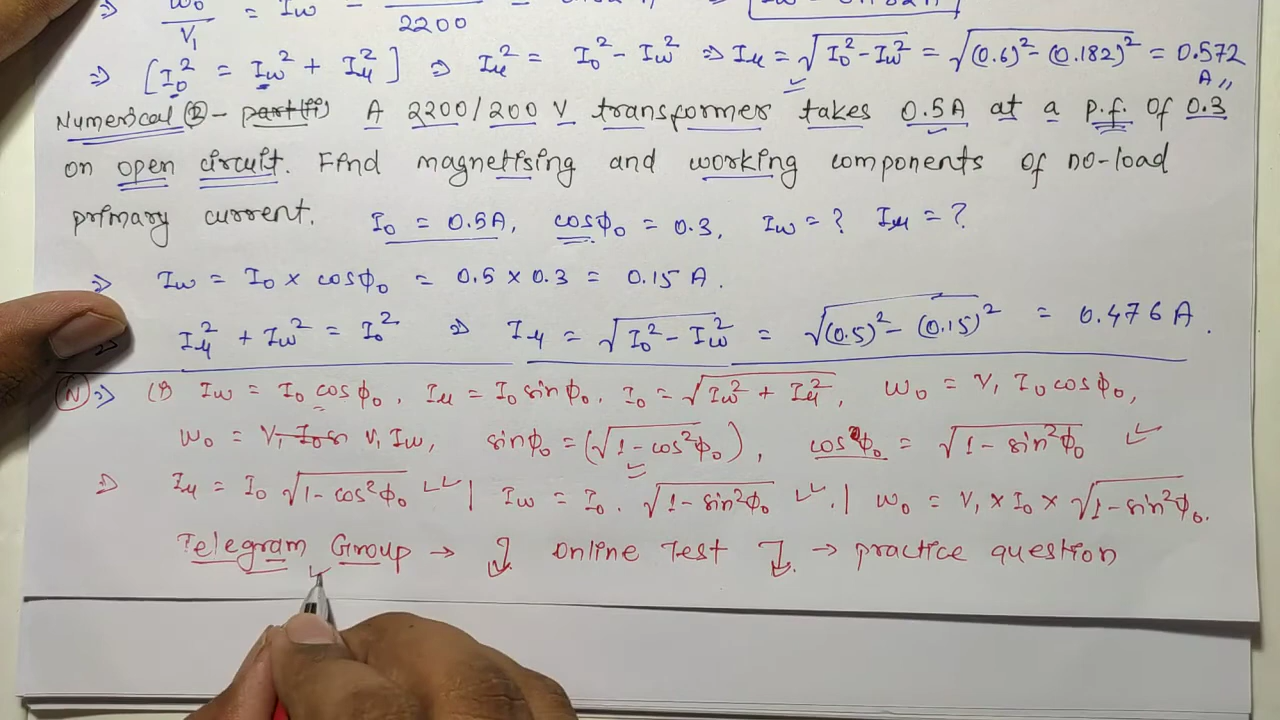 ⇒ W₀/V₁ = Iw 2200
⇒ [I₀² = Iw² + Iμ²] ⇒ Iμ² = I₀² - Iw² ⇒ Iμ = √(I₀² - Iw²) = √((0.6)² - (0.182)²) = 0.572 A,,
Numerical (2) - A 2200/200 V transformer takes 0.5A at a p.f. of 0.3
on open circuit. Find magnetising and working components of no-load
primary current. I₀ = 0.5A, cosϕ₀ = 0.3, Iw = ? Iμ = ?
⇒ Iw = I₀ × cosϕ₀ = 0.5 × 0.3 = 0.15 A.
⇒ Iμ² + Iw² = I₀² ⇒ Iμ = √(I₀² - Iw²) = √((0.5)² - (0.15)²) = 0.476 A.
(N) ⇒ (i) Iw = I₀ cosϕ₀, Iμ = I₀ sinϕ₀, I₀ = √(Iw² + Iμ²), W₀ = V₁ I₀ cosϕ₀,
W₀ = V₁ Iw, sinϕ₀ = (√(1 - cos²ϕ₀)), cosϕ₀ = √(1 - sin²ϕ₀)
⇒ Iμ = I₀ √(1 - cos²ϕ₀) | Iw = I₀ . √(1 - sin²ϕ₀) | W₀ = V₁ × I₀ × √(1 - sin²ϕ₀.
Telegram Group → Online Test → practice question